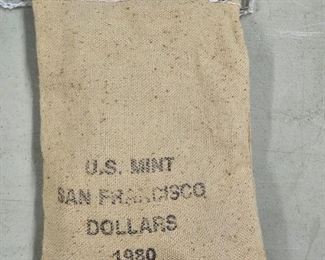 U.S. MINT
SAN FRANCISCO
DOLLARS
1980